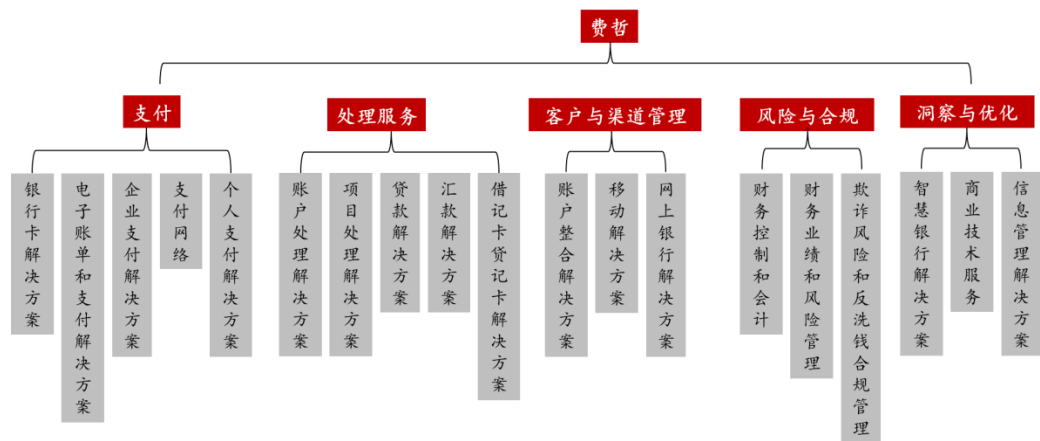 费哲
支付
处理服务
客户与渠道管理
风险与合规
洞察与优化
银行卡解决方案
电子账单和支付解决方案
企业支付解决方案
支付网络
个人支付解决方案
账户处理解决方案
项目处理解决方案
贷款解决方案
汇款解决方案
借记卡贷记卡解决方案
账户整合解决方案
移动解决方案
网上银行解决方案
财务控制和会计
财务业绩和风险管理
欺诈风险和反洗钱合规管理
智慧银行解决方案
商业技术服务
信息管理解决方案